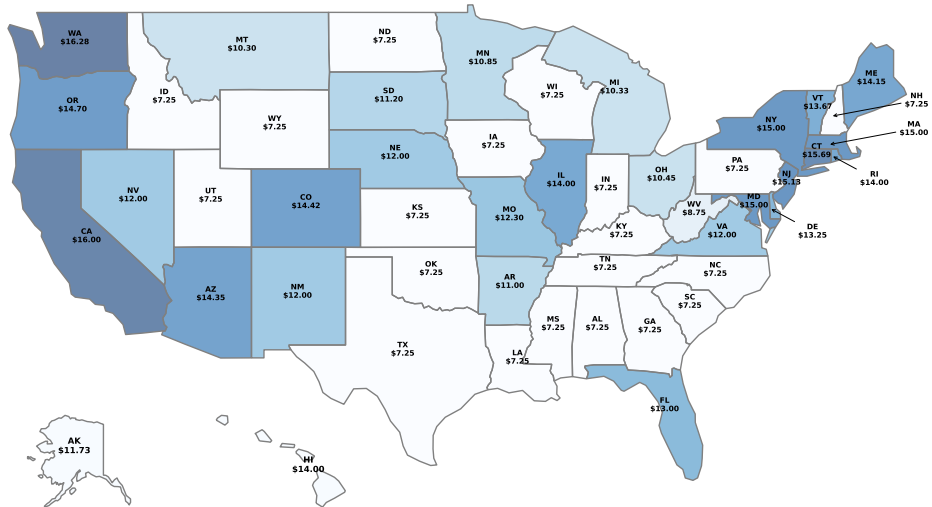 WA
$16.28
MT
$10.30
ND
$7.25
MN
$10.85
ID
$7.25
OR
$14.70
WY
$7.25
SD
$11.20
WI
$7.25
MI
$10.33
ME
$14.15
VT
$13.67
NH
$7.25
NY
$15.00
MA
$15.00
CT
$15.69
RI
$14.00
IA
$7.25
NE
$12.00
PA
$7.25
NJ
$15.13
NV
$12.00
UT
$7.25
CO
$14.42
KS
$7.25
MO
$12.30
IL
$14.00
IN
$7.25
OH
$10.45
WV
$8.75
MD
$15.00
DE
$13.25
VA
$12.00
KY
$7.25
CA
$16.00
AZ
$14.35
NM
$12.00
OK
$7.25
AR
$11.00
TN
$7.25
NC
$7.25
SC
$7.25
TX
$7.25
LA
$7.25
MS
$7.25
AL
$7.25
GA
$7.25
FL
$13.00
AK
$11.73
HI
$14.00